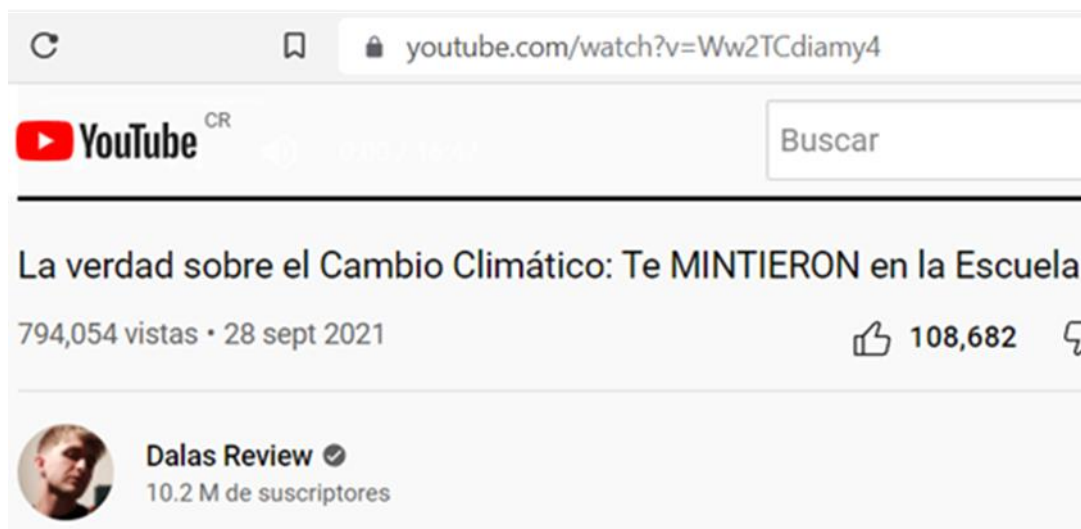 youtube.com/watch?v=Ww2TCdiamy4
YouTube CR
Buscar
La verdad sobre el Cambio Climático: Te MINTIERON en la Escuela
794,054 vistas • 28 sept 2021
108,682
Dalas Review
10.2 M de suscriptores